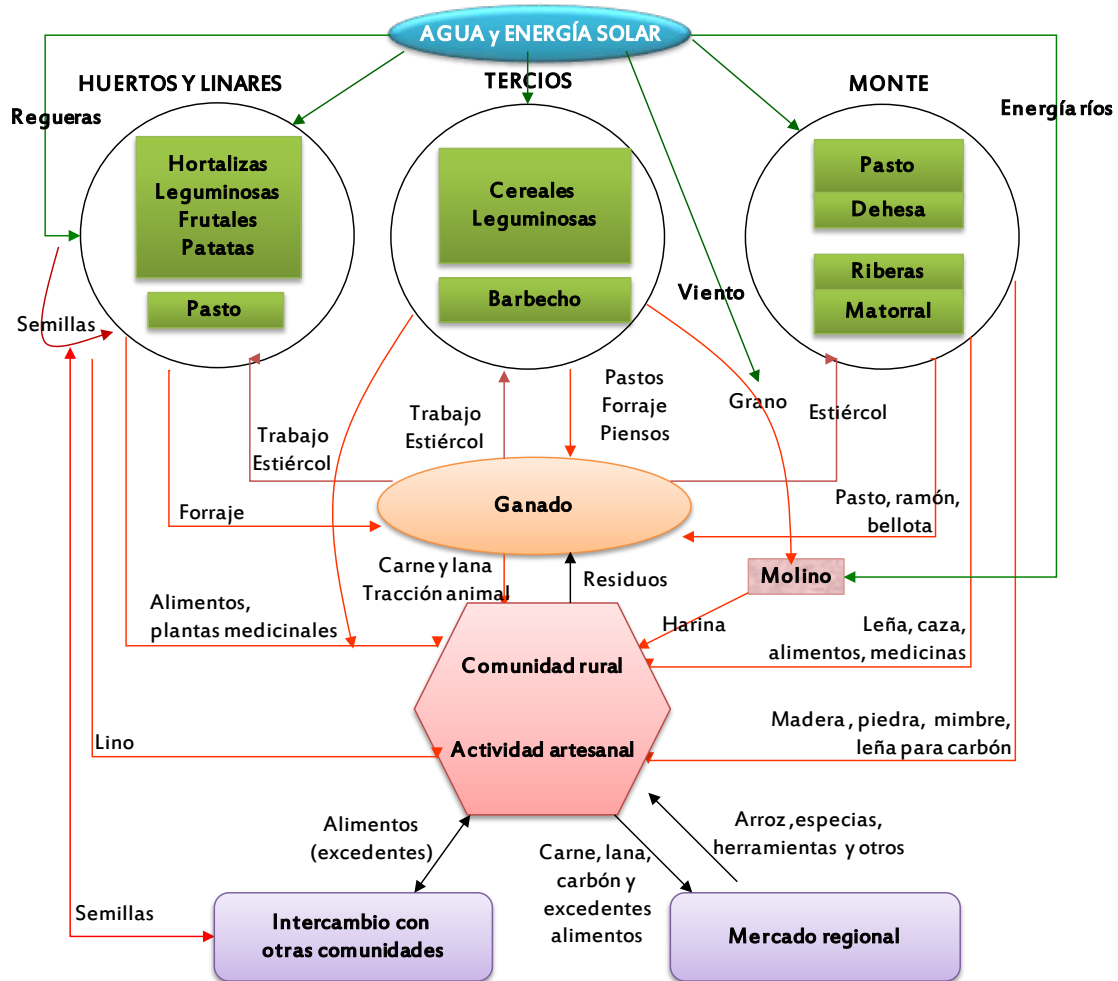 AGUA y ENERGÍA SOLAR
HUERTOS Y LINARES
TERCIOS
MONTE
Regueras
Energía ríos
Hortalizas
Leguminosas
Frutales
Patatas
Pasto
Cereales
Leguminosas
Barbecho
Pasto
Dehesa
Riberas
Matorral
Viento
Semillas
Grano
Pastos
Forraje
Piensos
Estiércol
Trabajo
Estiércol
Trabajo
Estiércol
Ganado
Forraje
Pasto, ramón,
bellota
Carne y lana
Tracción animal
Residuos
Molino
Alimentos,
plantas medicinales
Harina
Leña, caza,
alimentos, medicinas
Comunidad rural
Actividad artesanal
Lino
Madera , piedra, mimbre,
leña para carbón
Alimentos
(excedentes)
Carne, lana,
carbón y
excedentes
alimentos
Arroz ,especias,
herramientas y otros
Semillas
Intercambio con
otras comunidades
Mercado regional